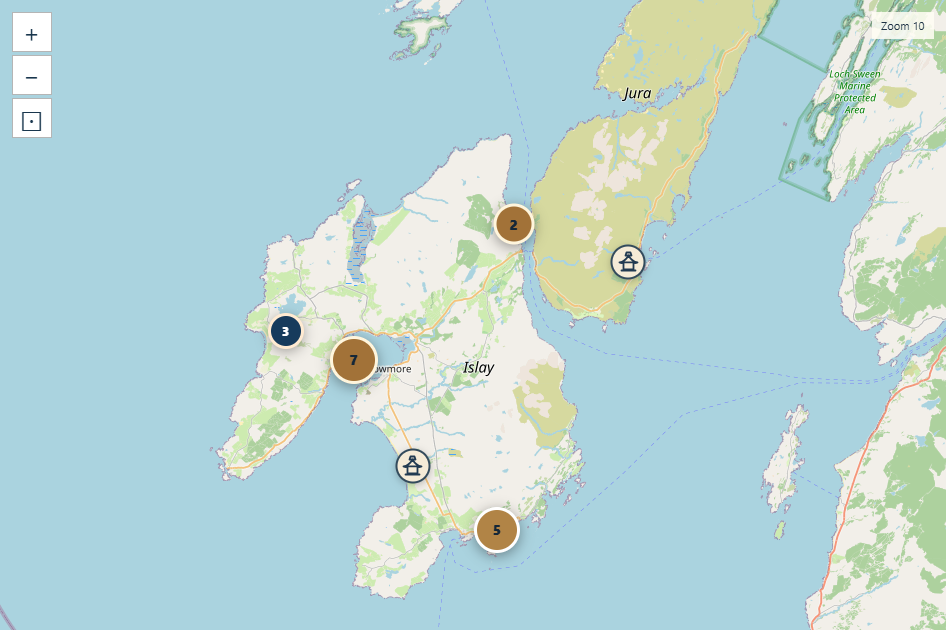 +
Zoom 10
−
Jura
Loch Sween
Marine
Protected
Area
2
3
7
owmore
Islay
5